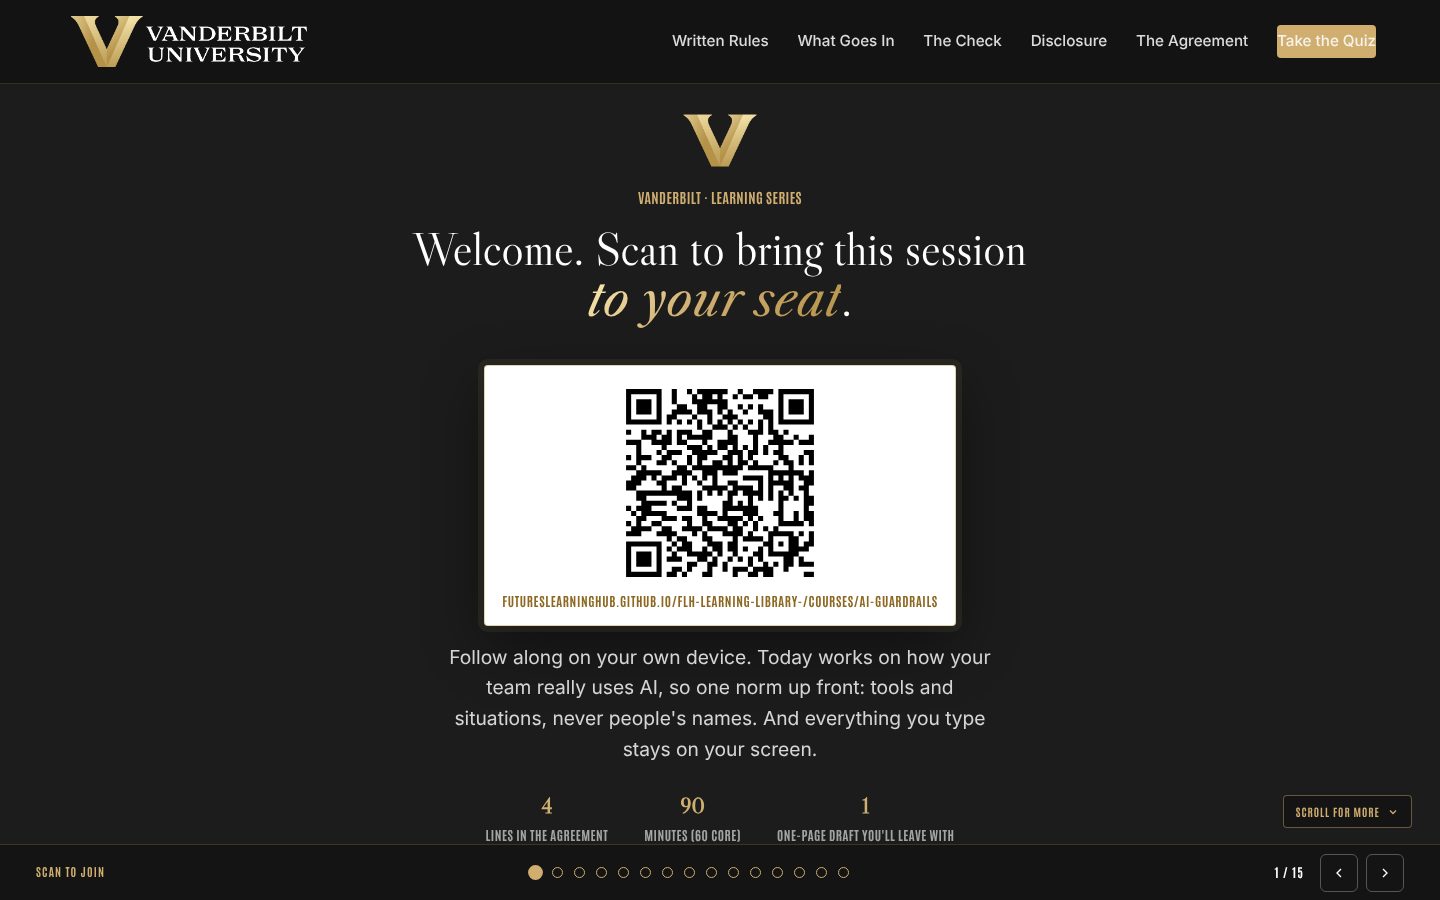 VANDERBILT
UNIVERSITY
Written Rules What Goes In The Check Disclosure The Agreement Take the Quiz
VANDERBILT · LEARNING SERIES
Welcome. Scan to bring this session
to your seat.
FUTURESLEARNINGHUB.GITHUB.IO/FLH-LEARNING-LIBRARY-/COURSES/AI-GUARDRAILS
Follow along on your own device. Today works on how your
team really uses AI, so one norm up front: tools and
situations, never people's names. And everything you type
stays on your screen.
4 90 1
LINES IN THE AGREEMENT MINUTES (60 CORE) ONE-PAGE DRAFT YOU'LL LEAVE WITH
SCROLL FOR MORE
SCAN TO JOIN
1 / 15